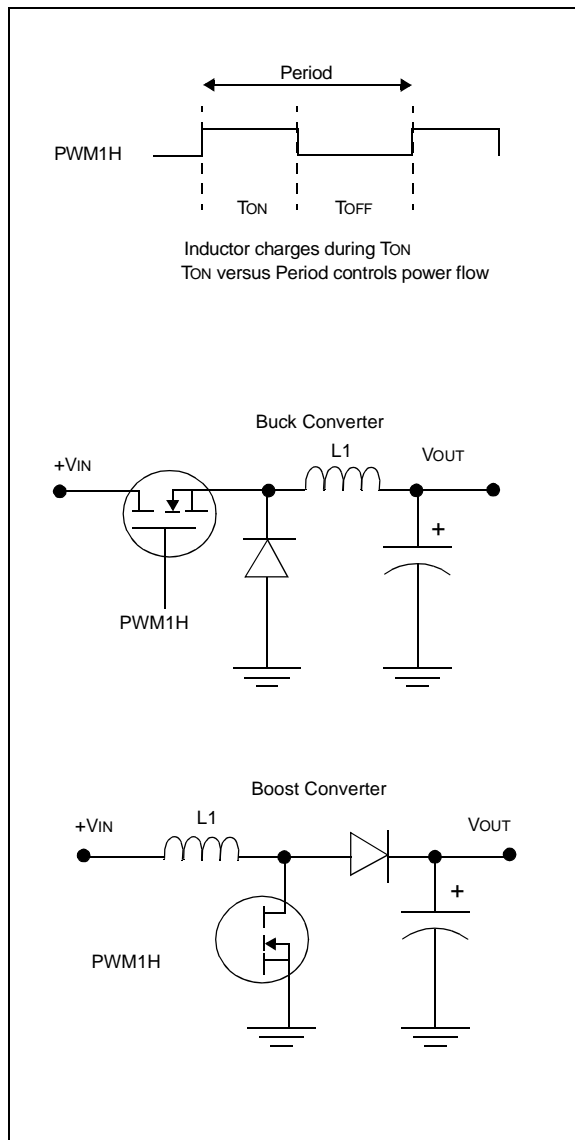 Period
PWM1H
TON TOFF
Inductor charges during TON
TON versus Period controls power flow
Buck Converter
L1
+VIN
VOUT
+
PWM1H
Boost Converter
L1
+VIN
VOUT
+
PWM1H